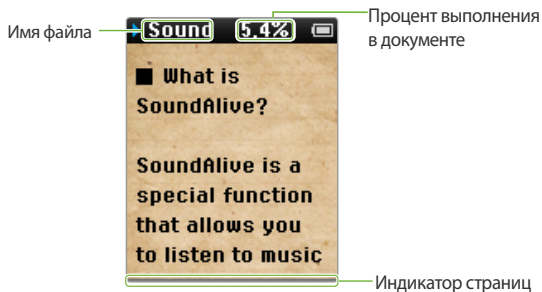 Имя файла
Sound 5.4%
Процент выполнения
в документе
■ What is
SoundAlive?
SoundAlive is a
special function
that allows you
to listen to music
Индикатор страниц